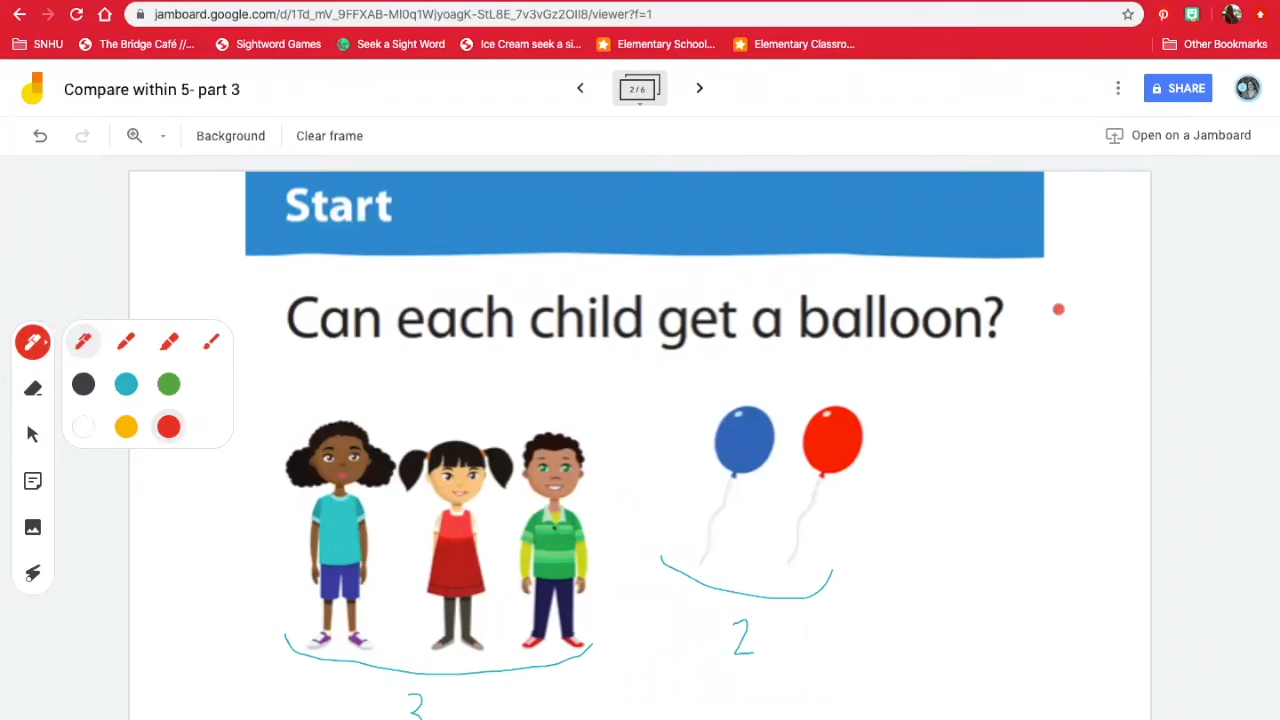 jamboard.google.com/d/1Td_mV_9FFXAB-Ml0q1WjyoagK-StL8E_7v3vGz2OlI8/viewer?f=1
SNHU The Bridge Café //... Sightword Games Seek a Sight Word Ice Cream seek a si... Elementary School... Elementary Classro... Other Bookmarks
Compare within 5- part 3 2 / 6 SHARE
Background Clear frame Open on a Jamboard
Start
Can each child get a balloon?
2
3